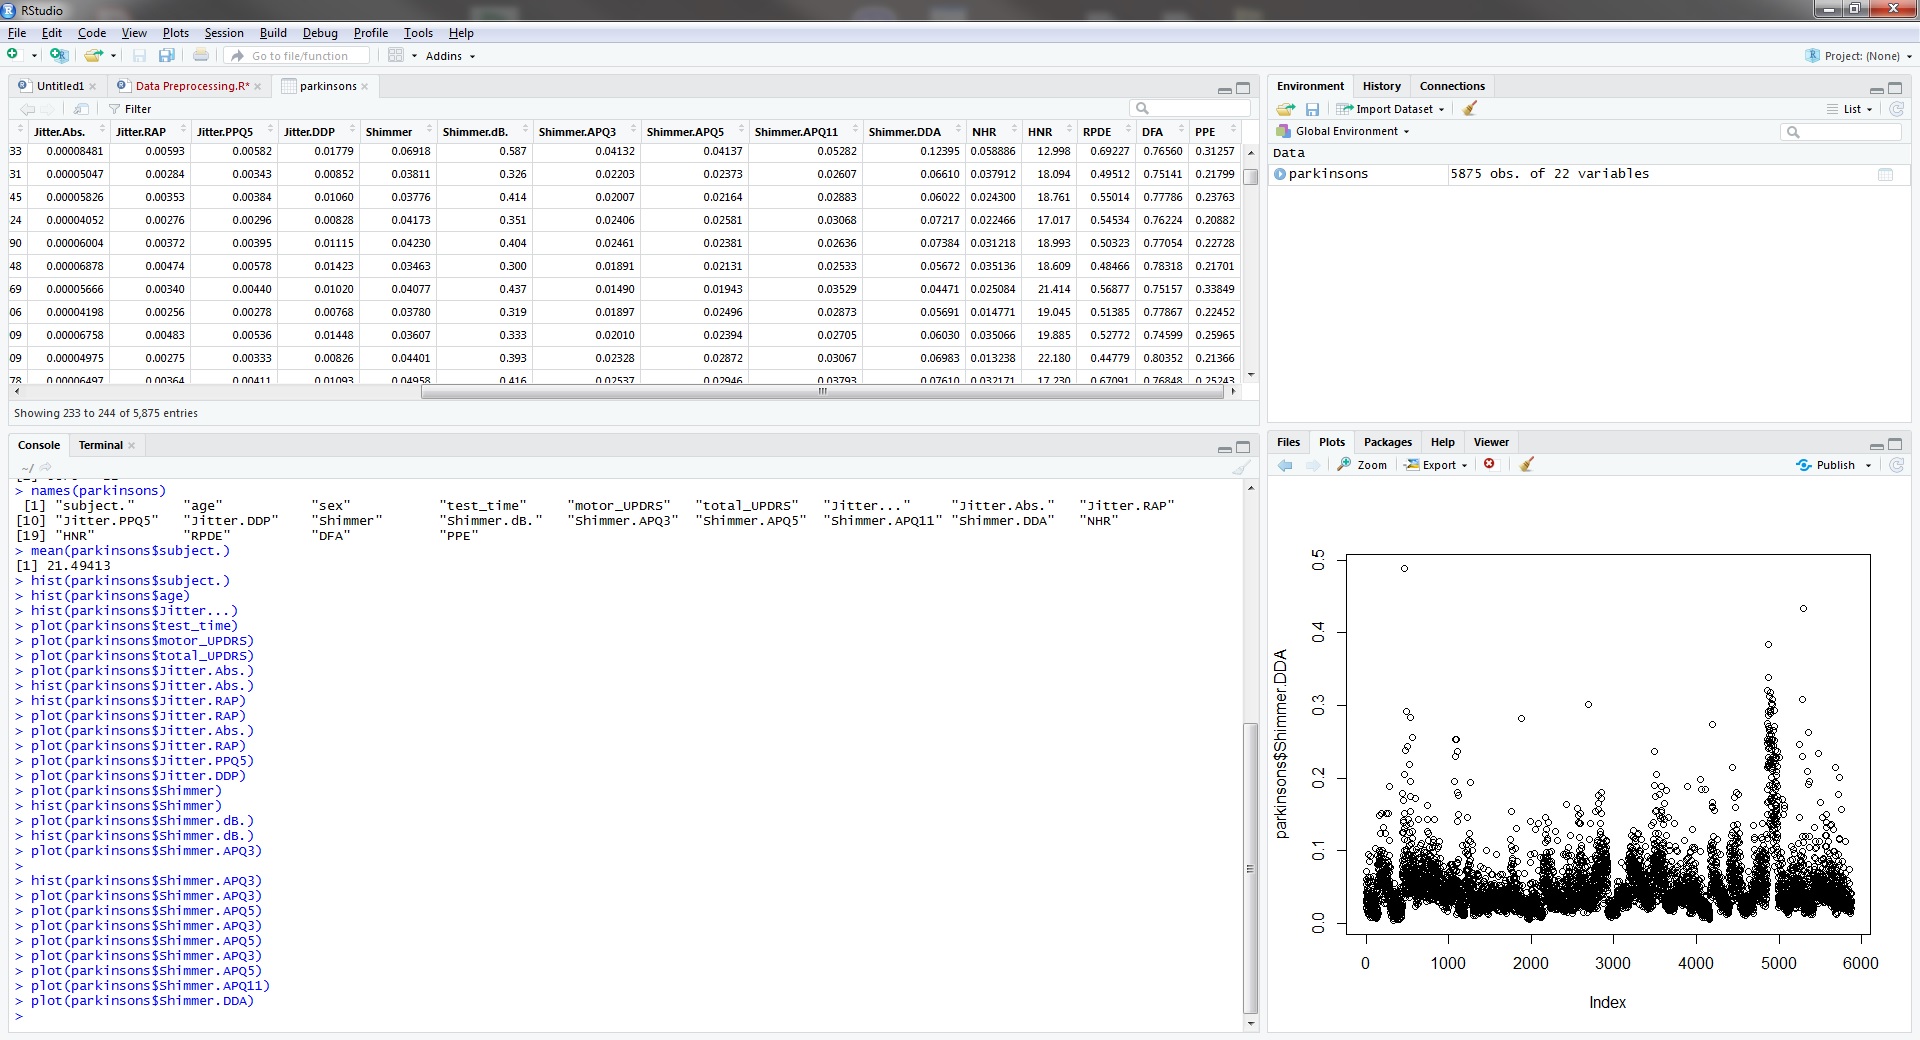 RStudio
File Edit Code View Plots Session Build Debug Profile Tools Help
Go to file/function Addins Project: (None)
Untitled1 Data Preprocessing.R* parkinsons
Filter
Jitter.Abs. Jitter.RAP Jitter.PPQ5 Jitter.DDP Shimmer Shimmer.dB. Shimmer.APQ3 Shimmer.APQ5 Shimmer.APQ11 Shimmer.DDA NHR HNR RPDE DFA PPE
33 0.00008481 0.00593 0.00582 0.01779 0.06918 0.587 0.04132 0.04137 0.05282 0.12395 0.058886 12.998 0.69227 0.76560 0.31257
31 0.00005047 0.00284 0.00343 0.00852 0.03811 0.326 0.02203 0.02373 0.02607 0.06610 0.037912 18.094 0.49512 0.75141 0.21799
45 0.00005826 0.00353 0.00384 0.01060 0.03776 0.414 0.02007 0.02164 0.02883 0.06022 0.024300 18.761 0.55014 0.77786 0.23763
24 0.00004052 0.00276 0.00296 0.00828 0.04173 0.351 0.02406 0.02581 0.03068 0.07217 0.022466 17.017 0.54534 0.76224 0.20882
90 0.00006004 0.00372 0.00395 0.01115 0.04230 0.404 0.02461 0.02381 0.02636 0.07384 0.031218 18.993 0.50323 0.77054 0.22728
48 0.00006878 0.00474 0.00578 0.01423 0.03463 0.300 0.01891 0.02131 0.02533 0.05672 0.035136 18.609 0.48466 0.78318 0.21701
69 0.00005666 0.00340 0.00440 0.01020 0.04077 0.437 0.01490 0.01943 0.03529 0.04471 0.025084 21.414 0.56877 0.75157 0.33849
06 0.00004198 0.00256 0.00278 0.00768 0.03780 0.319 0.01897 0.02496 0.02873 0.05691 0.014771 19.045 0.51385 0.77867 0.22452
09 0.00006758 0.00483 0.00536 0.01448 0.03607 0.333 0.02010 0.02394 0.02705 0.06030 0.035066 19.885 0.52772 0.74599 0.25965
09 0.00004975 0.00275 0.00333 0.00826 0.04401 0.393 0.02328 0.02872 0.03067 0.06983 0.013238 22.180 0.44779 0.80352 0.21366
78 0.00006497 0.00364 0.00411 0.01093 0.04958 0.416 0.02537 0.02946 0.03793 0.07610 0.032171 17.230 0.67091 0.76848 0.25243
Showing 233 to 244 of 5,875 entries
Console Terminal
~/
> names(parkinsons)
[1] "subject." "age" "sex" "test_time" "motor_UPDRS" "total_UPDRS" "Jitter..." "Jitter.Abs." "Jitter.RAP"
[10] "Jitter.PPQ5" "Jitter.DDP" "Shimmer" "Shimmer.dB." "Shimmer.APQ3" "Shimmer.APQ5" "Shimmer.APQ11" "Shimmer.DDA" "NHR"
[19] "HNR" "RPDE" "DFA" "PPE"
> mean(parkinsons$subject.)
[1] 21.49413
> hist(parkinsons$subject.)
> hist(parkinsons$age)
> hist(parkinsons$Jitter...)
> plot(parkinsons$test_time)
> plot(parkinsons$motor_UPDRS)
> plot(parkinsons$total_UPDRS)
> plot(parkinsons$Jitter.Abs.)
> hist(parkinsons$Jitter.Abs.)
> hist(parkinsons$Jitter.RAP)
> plot(parkinsons$Jitter.RAP)
> plot(parkinsons$Jitter.Abs.)
> plot(parkinsons$Jitter.RAP)
> plot(parkinsons$Jitter.PPQ5)
> plot(parkinsons$Jitter.DDP)
> plot(parkinsons$Shimmer)
> hist(parkinsons$Shimmer)
> plot(parkinsons$Shimmer.dB.)
> hist(parkinsons$Shimmer.dB.)
> plot(parkinsons$Shimmer.APQ3)
>
> hist(parkinsons$Shimmer.APQ3)
> plot(parkinsons$Shimmer.APQ3)
> plot(parkinsons$Shimmer.APQ5)
> plot(parkinsons$Shimmer.APQ3)
> plot(parkinsons$Shimmer.APQ5)
> plot(parkinsons$Shimmer.APQ3)
> plot(parkinsons$Shimmer.APQ5)
> plot(parkinsons$Shimmer.APQ11)
> plot(parkinsons$Shimmer.DDA)
>
Environment History Connections
Import Dataset List
Global Environment
Data
parkinsons 5875 obs. of 22 variables
Files Plots Packages Help Viewer
Zoom Export Publish
parkinsons$Shimmer.DDA
0.5
0.4
0.3
0.2
0.1
0.0
0 1000 2000 3000 4000 5000 6000
Index